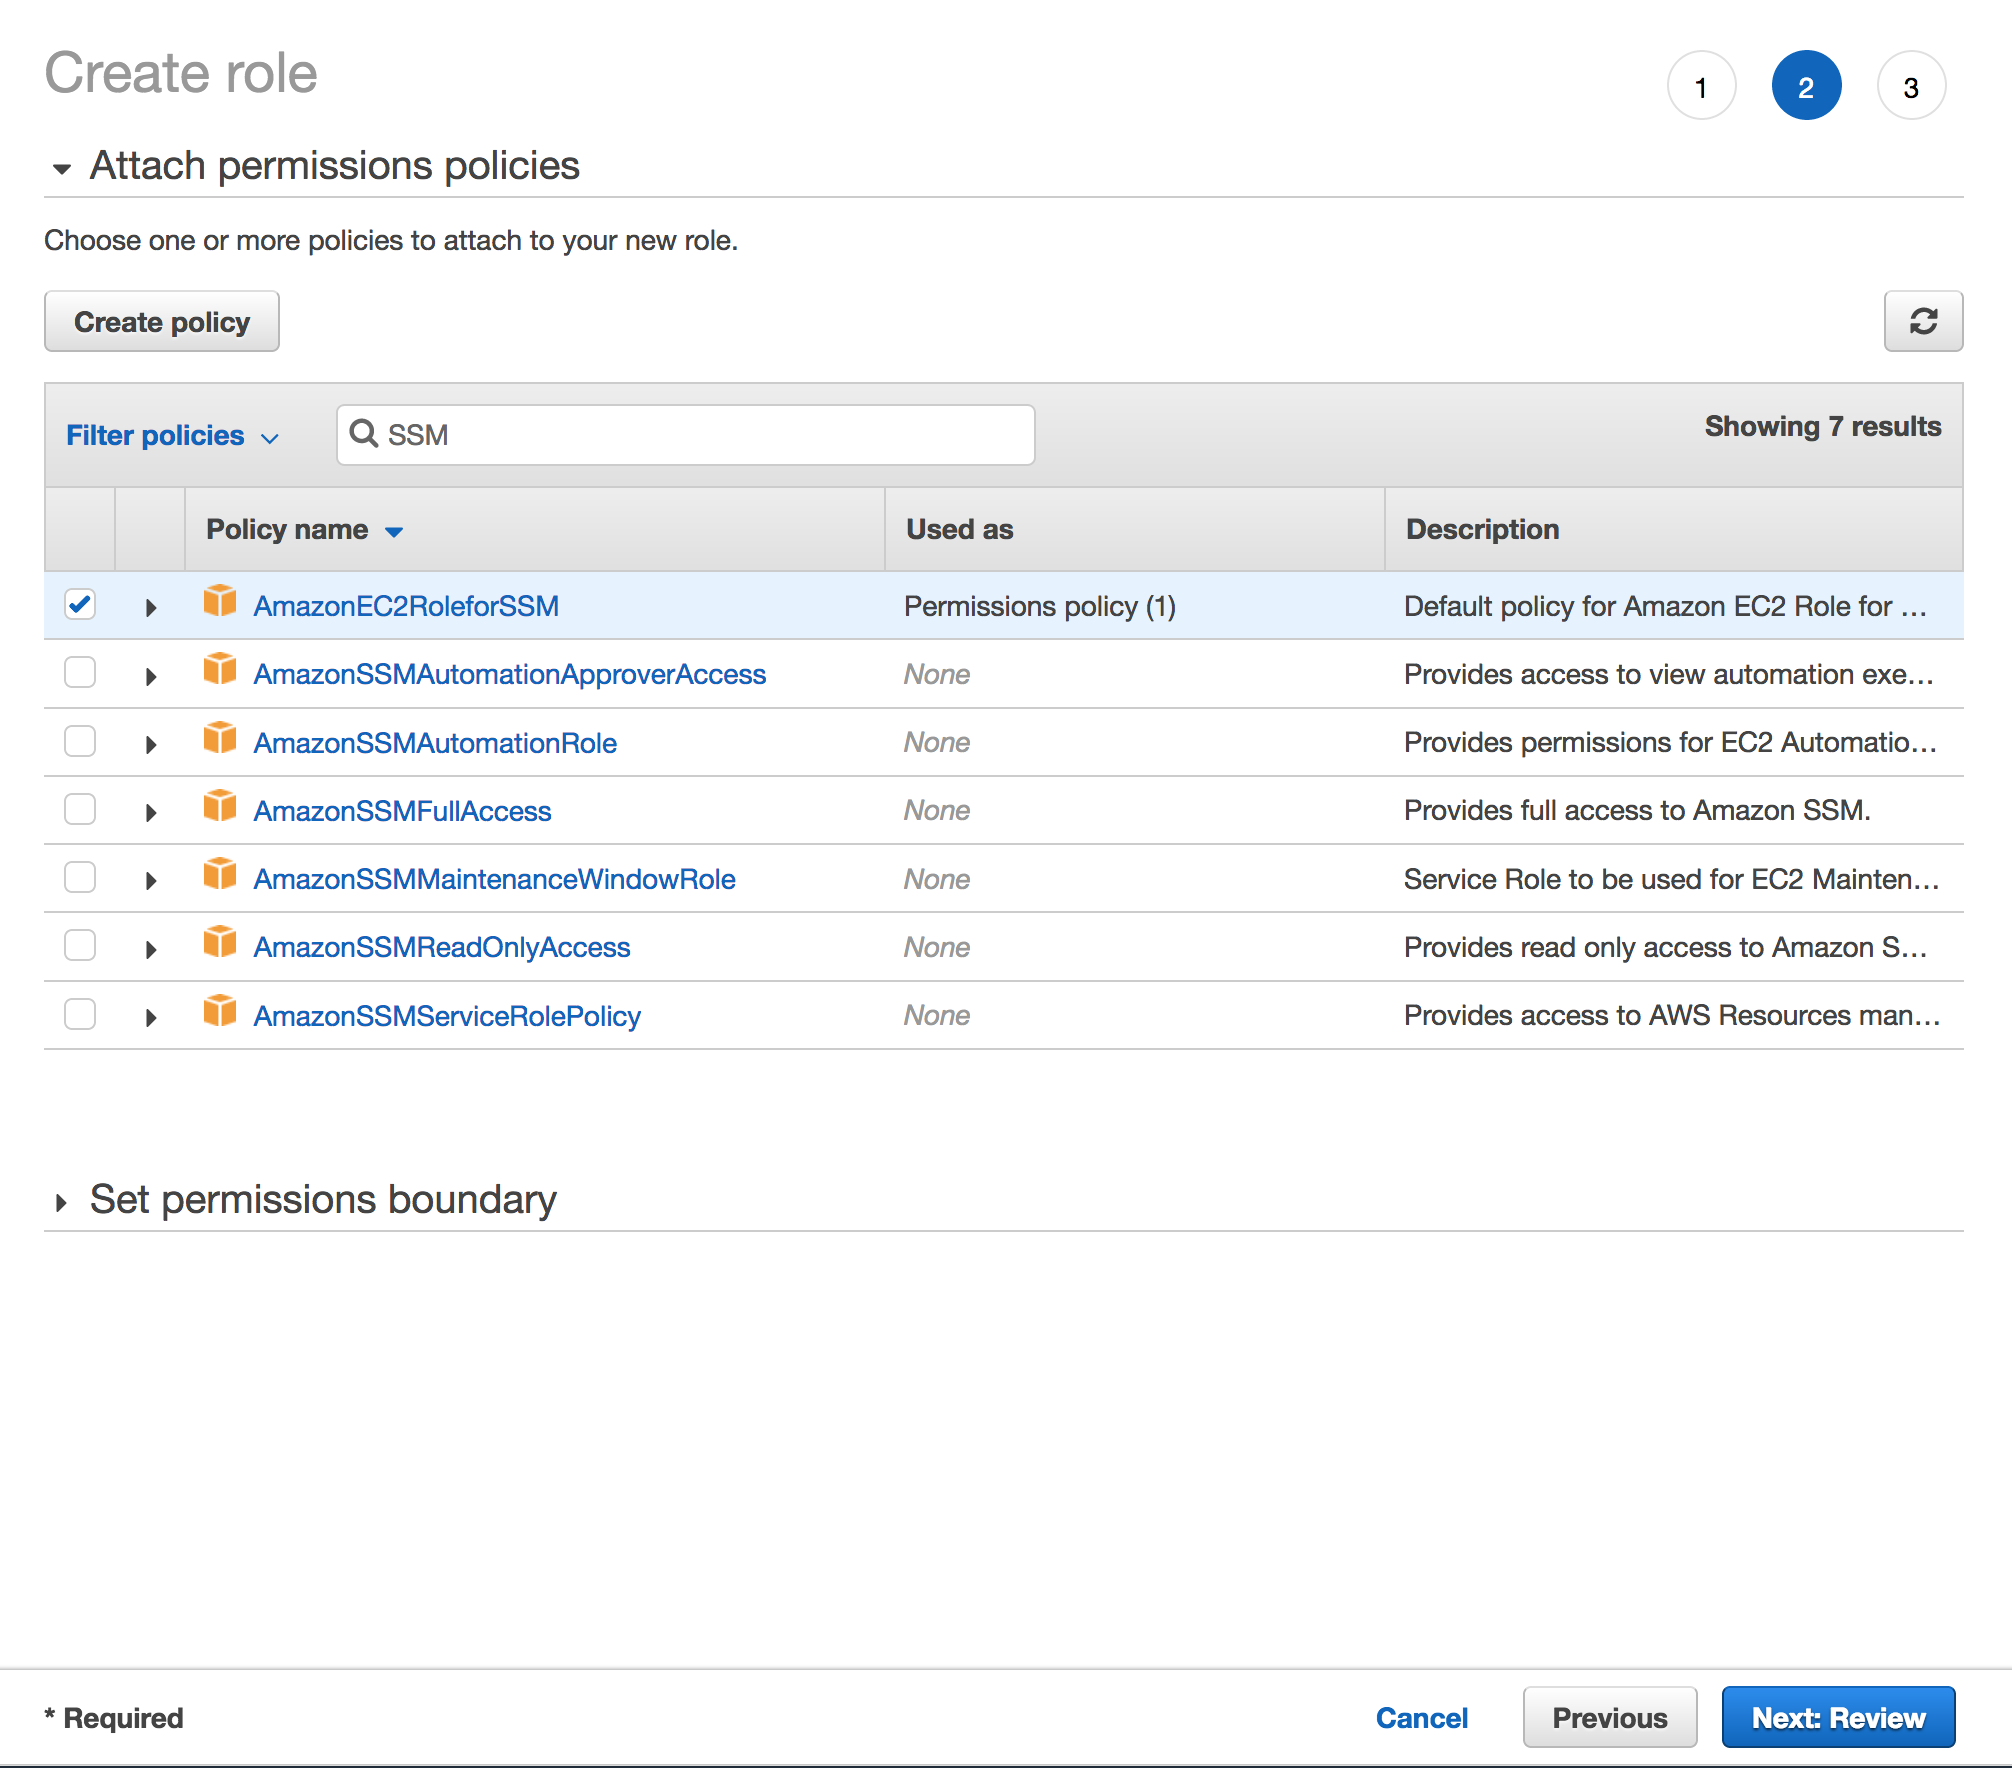 Create role
1 2 3
Attach permissions policies
Choose one or more policies to attach to your new role.
Create policy
Filter policies SSM Showing 7 results
Policy name Used as Description
AmazonEC2RoleforSSM Permissions policy (1) Default policy for Amazon EC2 Role for ...
AmazonSSMAutomationApproverAccess None Provides access to view automation exe...
AmazonSSMAutomationRole None Provides permissions for EC2 Automatio...
AmazonSSMFullAccess None Provides full access to Amazon SSM.
AmazonSSMMaintenanceWindowRole None Service Role to be used for EC2 Mainten...
AmazonSSMReadOnlyAccess None Provides read only access to Amazon S...
AmazonSSMServiceRolePolicy None Provides access to AWS Resources man...
Set permissions boundary
* Required Cancel Previous Next: Review